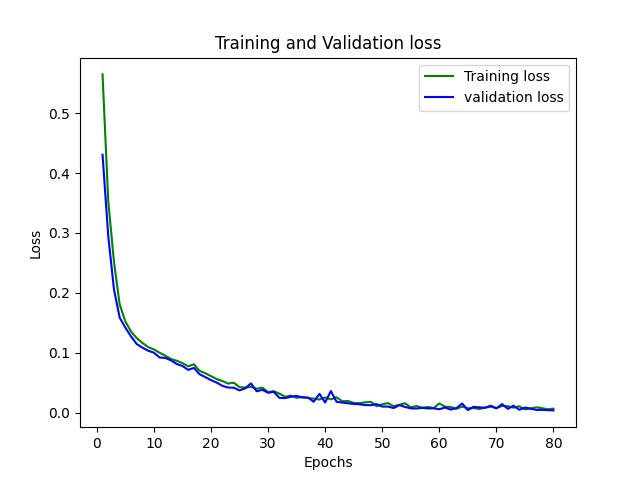 Training and Validation loss
Training loss
validation loss
Loss
0.5
0.4
0.3
0.2
0.1
0.0
0 10 20 30 40 50 60 70 80
Epochs